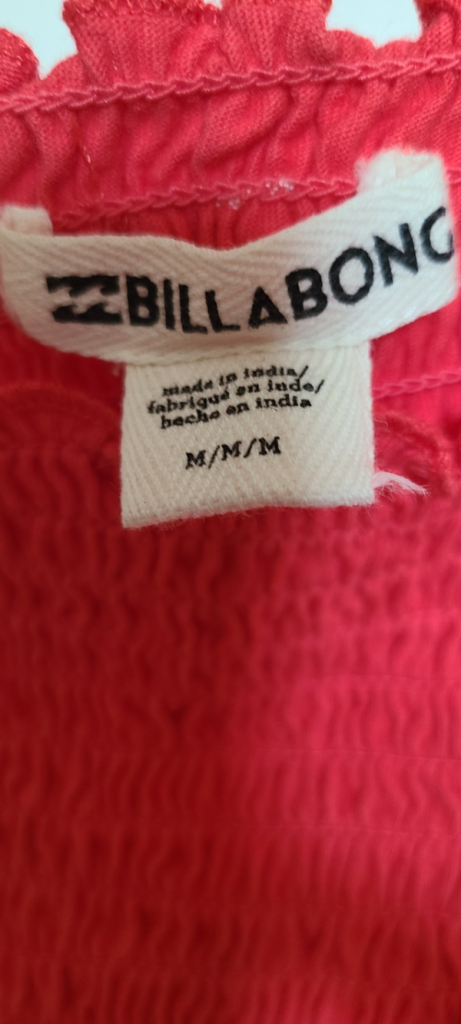 BILLABONG
made in india/
fabriqué en inde/
hecho en india
M/M/M